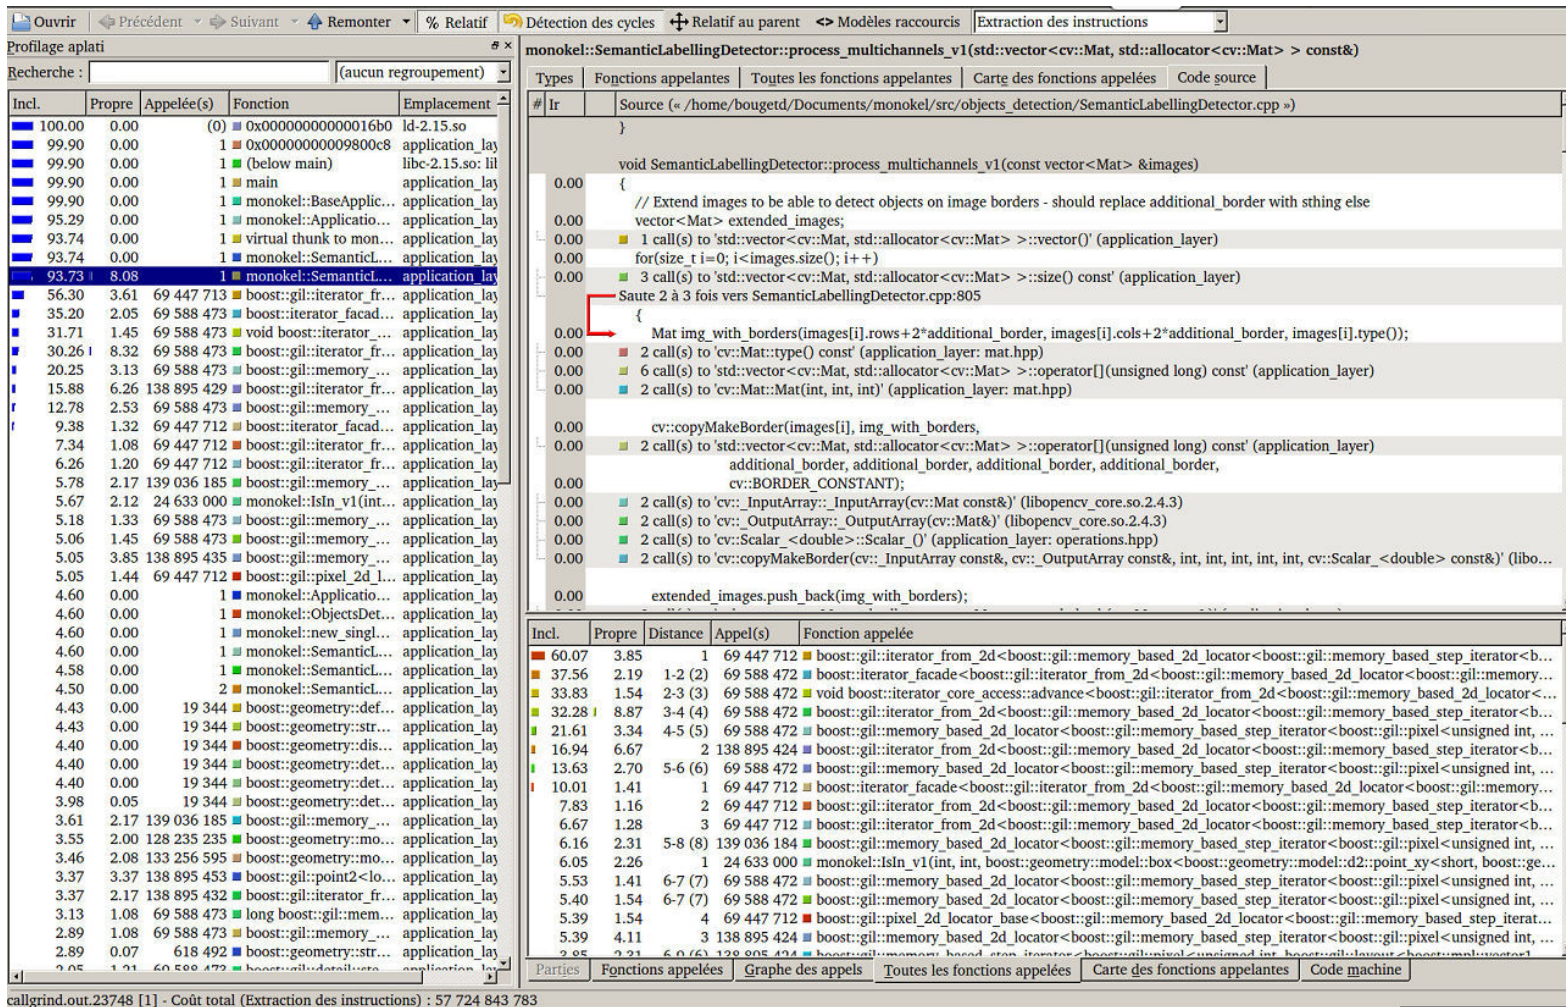 Ouvrir Précédent Suivant Remonter % Relatif Détection des cycles Relatif au parent <> Modèles raccourcis Extraction des instructions
Profilage aplati
Recherche : (aucun regroupement)
Incl. Propre Appelée(s) Fonction Emplacement
100.00 0.00 (0) 0x00000000000016b0 ld-2.15.so
99.90 0.00 1 0x00000000009800c8 application_lay
99.90 0.00 1 (below main) libc-2.15.so: lil
99.90 0.00 1 main application_lay
99.90 0.00 1 monokel::BaseApplic... application_lay
95.29 0.00 1 monokel::Applicatio... application_lay
93.74 0.00 1 virtual thunk to mon... application_lay
93.74 0.00 1 monokel::SemanticL... application_lay
93.73 8.08 1 monokel::SemanticL... application_lay
56.30 3.61 69 447 713 boost::gil::iterator_fr... application_lay
35.20 2.05 69 588 473 boost::iterator_facad... application_lay
31.71 1.45 69 588 473 void boost::iterator_... application_lay
30.26 8.32 69 588 473 boost::gil::iterator_fr... application_lay
20.25 3.13 69 588 473 boost::gil::memory_... application_lay
15.88 6.26 138 895 429 boost::gil::iterator_fr... application_lay
12.78 2.53 69 588 473 boost::gil::memory_... application_lay
9.38 1.32 69 447 712 boost::iterator_facad... application_lay
7.34 1.08 69 447 712 boost::gil::iterator_fr... application_lay
6.26 1.20 69 447 712 boost::gil::iterator_fr... application_lay
5.78 2.17 139 036 185 boost::gil::memory_... application_lay
5.67 2.12 24 633 000 monokel::IsIn_v1(int... application_lay
5.18 1.33 69 588 473 boost::gil::memory_... application_lay
5.06 1.45 69 588 473 boost::gil::memory_... application_lay
5.05 3.85 138 895 435 boost::gil::memory_... application_lay
5.05 1.44 69 447 712 boost::gil::pixel_2d_l... application_lay
4.60 0.00 1 monokel::Applicatio... application_lay
4.60 0.00 1 monokel::ObjectsDet... application_lay
4.60 0.00 1 monokel::new_singl... application_lay
4.60 0.00 1 monokel::SemanticL... application_lay
4.58 0.00 1 monokel::SemanticL... application_lay
4.50 0.00 2 monokel::SemanticL... application_lay
4.43 0.00 19 344 boost::geometry::def... application_lay
4.43 0.00 19 344 boost::geometry::str... application_lay
4.40 0.00 19 344 boost::geometry::dis... application_lay
4.40 0.00 19 344 boost::geometry::det... application_lay
4.40 0.00 19 344 boost::geometry::det... application_lay
3.98 0.05 19 344 boost::geometry::det... application_lay
3.61 2.17 139 036 185 boost::gil::memory_... application_lay
3.55 2.00 128 235 235 boost::geometry::mo... application_lay
3.46 2.08 133 256 595 boost::geometry::mo... application_lay
3.37 3.37 138 895 453 boost::gil::point2<lo... application_lay
3.37 2.17 138 895 432 boost::gil::iterator_fr... application_lay
3.13 1.08 69 588 473 long boost::gil::mem... application_lay
2.89 1.08 69 588 473 boost::gil::memory_... application_lay
2.89 0.07 618 492 boost::geometry::str... application_lay
monokel::SemanticLabellingDetector::process_multichannels_v1(std::vector<cv::Mat, std::allocator<cv::Mat> > const&)
Types Fonctions appelantes Toutes les fonctions appelantes Carte des fonctions appelées Code source
# Ir Source (« /home/bougetd/Documents/monokel/src/objects_detection/SemanticLabellingDetector.cpp »)
}
void SemanticLabellingDetector::process_multichannels_v1(const vector<Mat> &images)
0.00 {
// Extend images to be able to detect objects on image borders - should replace additional_border with sthing else
0.00 vector<Mat> extended_images;
0.00 1 call(s) to 'std::vector<cv::Mat, std::allocator<cv::Mat> >::vector()' (application_layer)
0.00 for(size_t i=0; i<images.size(); i++)
0.00 3 call(s) to 'std::vector<cv::Mat, std::allocator<cv::Mat> >::size() const' (application_layer)
Saute 2 à 3 fois vers SemanticLabellingDetector.cpp:805
{
0.00 Mat img_with_borders(images[i].rows+2*additional_border, images[i].cols+2*additional_border, images[i].type());
0.00 2 call(s) to 'cv::Mat::type() const' (application_layer: mat.hpp)
0.00 6 call(s) to 'std::vector<cv::Mat, std::allocator<cv::Mat> >::operator[](unsigned long) const' (application_layer)
0.00 2 call(s) to 'cv::Mat::Mat(int, int, int)' (application_layer: mat.hpp)
0.00 cv::copyMakeBorder(images[i], img_with_borders,
0.00 2 call(s) to 'std::vector<cv::Mat, std::allocator<cv::Mat> >::operator[](unsigned long) const' (application_layer)
additional_border, additional_border, additional_border, additional_border,
0.00 cv::BORDER_CONSTANT);
0.00 2 call(s) to 'cv::_InputArray::_InputArray(cv::Mat const&)' (libopencv_core.so.2.4.3)
0.00 2 call(s) to 'cv::_OutputArray::_OutputArray(cv::Mat&)' (libopencv_core.so.2.4.3)
0.00 2 call(s) to 'cv::Scalar_<double>::Scalar_()' (application_layer: operations.hpp)
0.00 2 call(s) to 'cv::copyMakeBorder(cv::_InputArray const&, cv::_OutputArray const&, int, int, int, int, int, cv::Scalar_<double> const&)' (libo...
0.00 extended_images.push_back(img_with_borders);
Incl. Propre Distance Appel(s) Fonction appelée
60.07 3.85 1 69 447 712 boost::gil::iterator_from_2d<boost::gil::memory_based_2d_locator<boost::gil::memory_based_step_iterator<b...
37.56 2.19 1-2 (2) 69 588 472 boost::iterator_facade<boost::gil::iterator_from_2d<boost::gil::memory_based_2d_locator<boost::gil::memory...
33.83 1.54 2-3 (3) 69 588 472 void boost::iterator_core_access::advance<boost::gil::iterator_from_2d<boost::gil::memory_based_2d_locator<...
32.28 8.87 3-4 (4) 69 588 472 boost::gil::iterator_from_2d<boost::gil::memory_based_2d_locator<boost::gil::memory_based_step_iterator<b...
21.61 3.34 4-5 (5) 69 588 472 boost::gil::memory_based_2d_locator<boost::gil::memory_based_step_iterator<boost::gil::pixel<unsigned int, ...
16.94 6.67 2 138 895 424 boost::gil::iterator_from_2d<boost::gil::memory_based_2d_locator<boost::gil::memory_based_step_iterator<b...
13.63 2.70 5-6 (6) 69 588 472 boost::gil::memory_based_2d_locator<boost::gil::memory_based_step_iterator<boost::gil::pixel<unsigned int, ...
10.01 1.41 1 69 447 712 boost::iterator_facade<boost::gil::iterator_from_2d<boost::gil::memory_based_2d_locator<boost::gil::memory...
7.83 1.16 2 69 447 712 boost::gil::iterator_from_2d<boost::gil::memory_based_2d_locator<boost::gil::memory_based_step_iterator<b...
6.67 1.28 3 69 447 712 boost::gil::iterator_from_2d<boost::gil::memory_based_2d_locator<boost::gil::memory_based_step_iterator<b...
6.16 2.31 5-8 (8) 139 036 184 boost::gil::memory_based_2d_locator<boost::gil::memory_based_step_iterator<boost::gil::pixel<unsigned int, ...
6.05 2.26 1 24 633 000 monokel::IsIn_v1(int, int, boost::geometry::model::box<boost::geometry::model::d2::point_xy<short, boost::ge...
5.53 1.41 6-7 (7) 69 588 472 boost::gil::memory_based_2d_locator<boost::gil::memory_based_step_iterator<boost::gil::pixel<unsigned int, ...
5.40 1.54 6-7 (7) 69 588 472 boost::gil::memory_based_2d_locator<boost::gil::memory_based_step_iterator<boost::gil::pixel<unsigned int, ...
5.39 1.54 4 69 447 712 boost::gil::pixel_2d_locator_base<boost::gil::memory_based_2d_locator<boost::gil::memory_based_step_iterat...
5.39 4.11 3 138 895 424 boost::gil::memory_based_2d_locator<boost::gil::memory_based_step_iterator<boost::gil::pixel<unsigned int, ...
Parties Fonctions appelées Graphe des appels Toutes les fonctions appelées Carte des fonctions appelantes Code machine
callgrind.out.23748 [1] - Coût total (Extraction des instructions) : 57 724 843 783